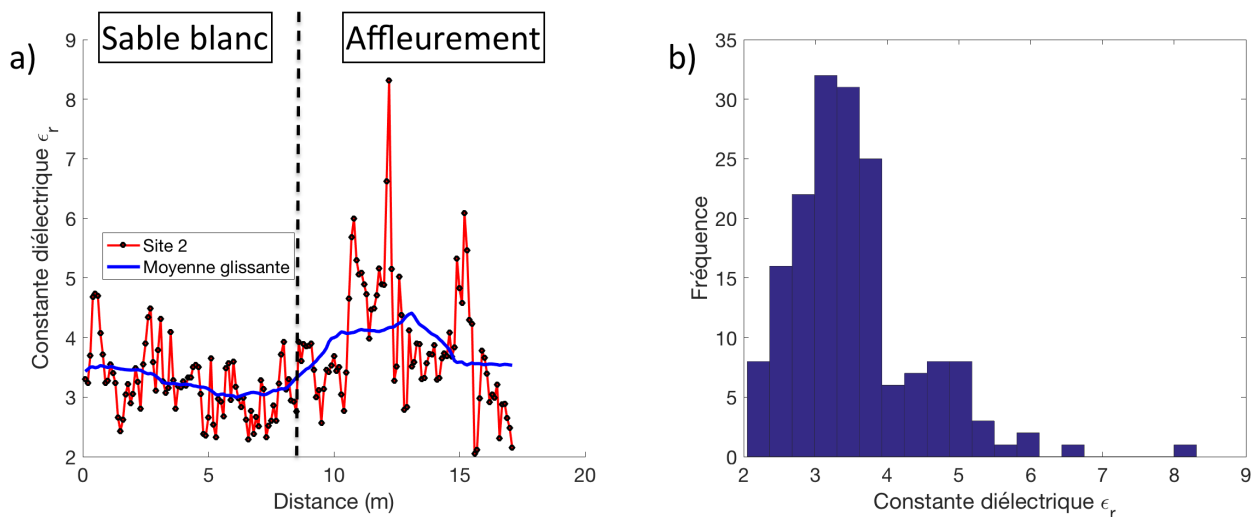 a)
Sable blanc
Affleurement
9
8
7
6
5
4
3
2
Constante diélectrique ϵr
Site 2
Moyenne glissante
0
5
10
15
20
Distance (m)
b)
35
30
25
20
15
10
5
0
Fréquence
2
3
4
5
6
7
8
9
Constante diélectrique ϵr